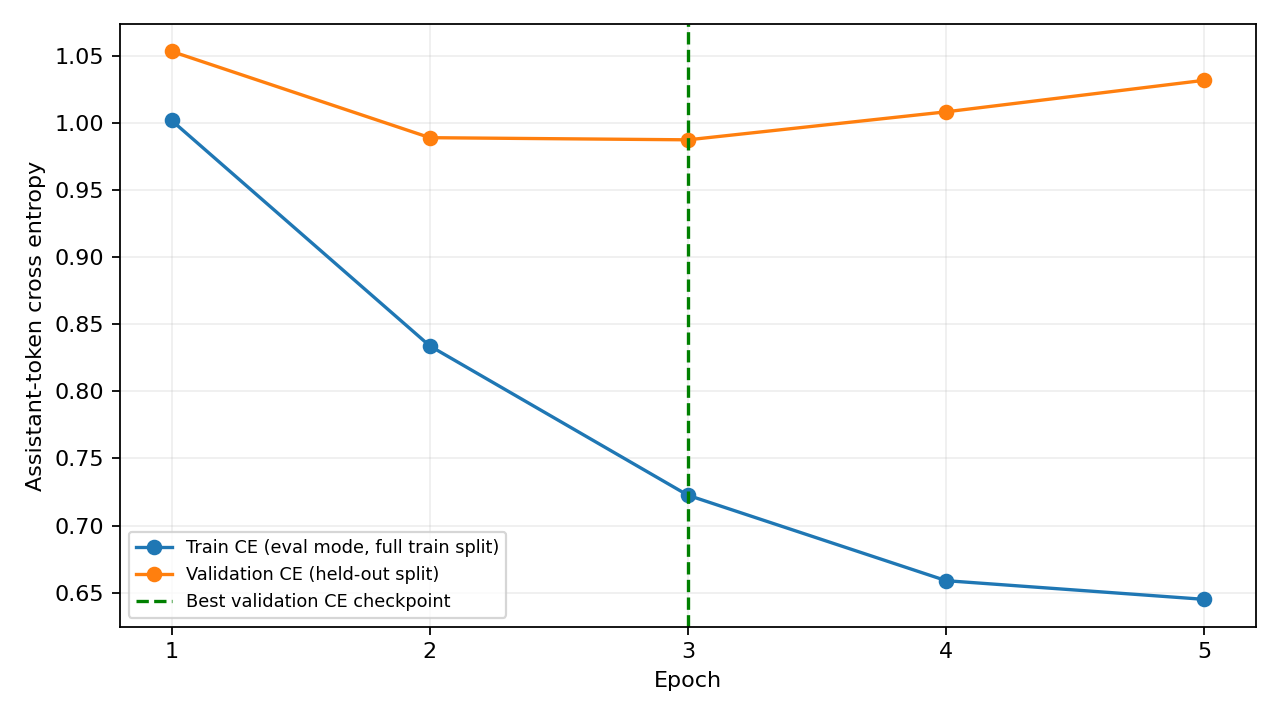 1.05
1.00
0.95
0.90
0.85
0.80
0.75
0.70
0.65
Assistant-token cross entropy
Train CE (eval mode, full train split)
Validation CE (held-out split)
Best validation CE checkpoint
1 2 3 4 5
Epoch